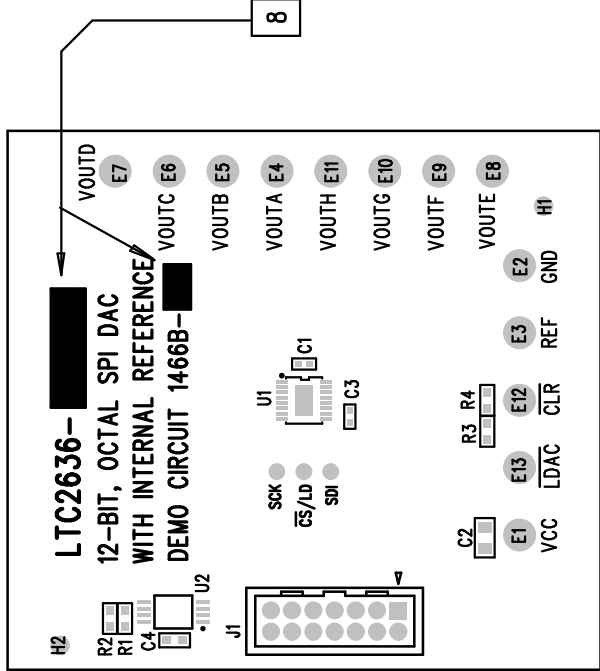 8
LTC2636-
12-BIT, OCTAL SPI DAC
WITH INTERNAL REFERENCE
DEMO CIRCUIT 1466B-
VOUTD
E7
VOUTC
E6
VOUTB
E5
VOUTA
E4
VOUTH
E11
VOUTG
E10
VOUTF
E9
VOUTE
E8
H1
H2
R2
R1
C4
U2
J1
U1
C1
C3
SCK
CS/LD
SDI
R4
R3
C2
E2
GND
E3
REF
E12
CLR
E13
LDAC
E1
VCC